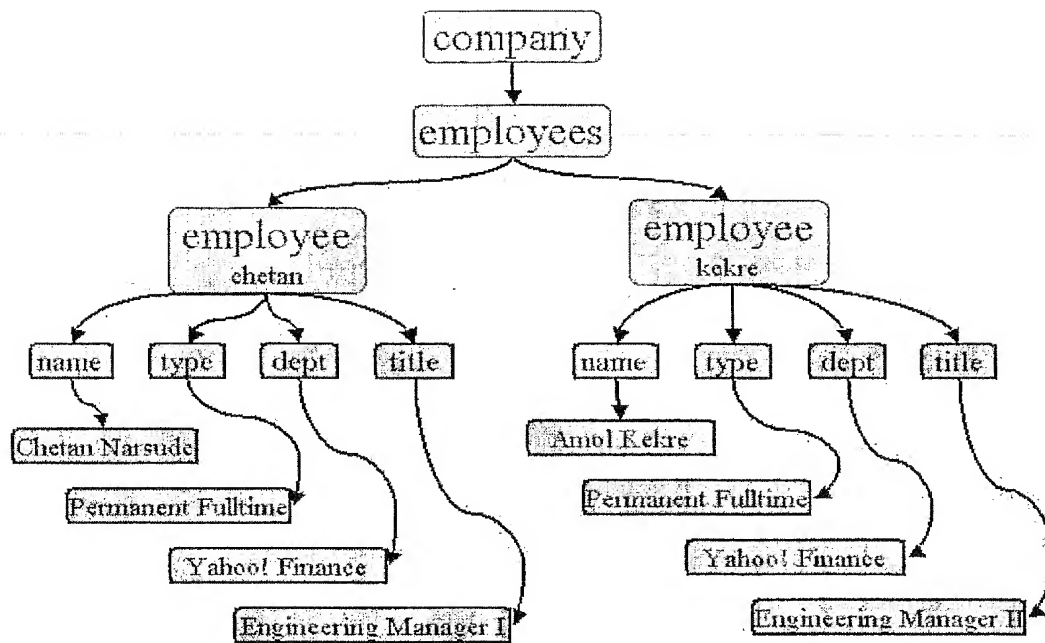 company
employees
employee
chetan
employee
kekre
name
type
dept
title
name
type
dept
title
Chetan Narsude
Amol Kekre
Permanent Fulltime
Permanent Fulltime
Yahoo! Finance
Yahoo! Finance
Engineering Manager I
Engineering Manager II